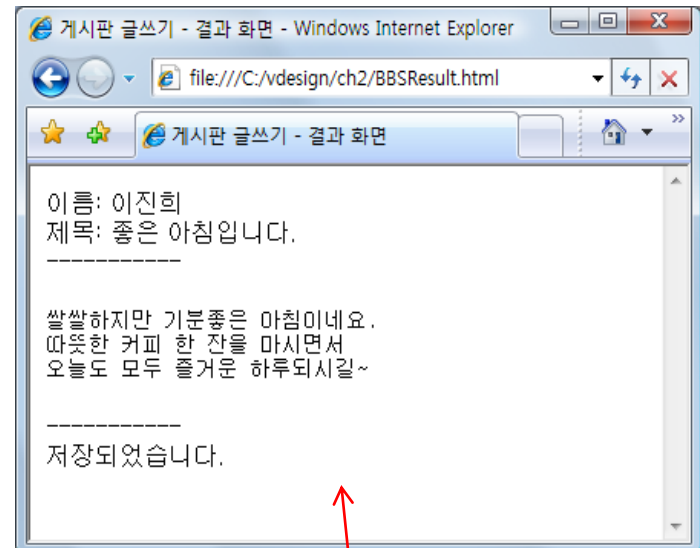 게시판 글쓰기 - 결과 화면 - Windows Internet Explorer
file:///C:/vdesign/ch2/BBSResult.html
게시판 글쓰기 - 결과 화면
이름: 이진희
제목: 좋은 아침입니다.
-----------
쌀쌀하지만 기분좋은 아침이네요.
따뜻한 커피 한 잔을 마시면서
오늘도 모두 즐거운 하루되시길~
-----------
저장되었습니다.